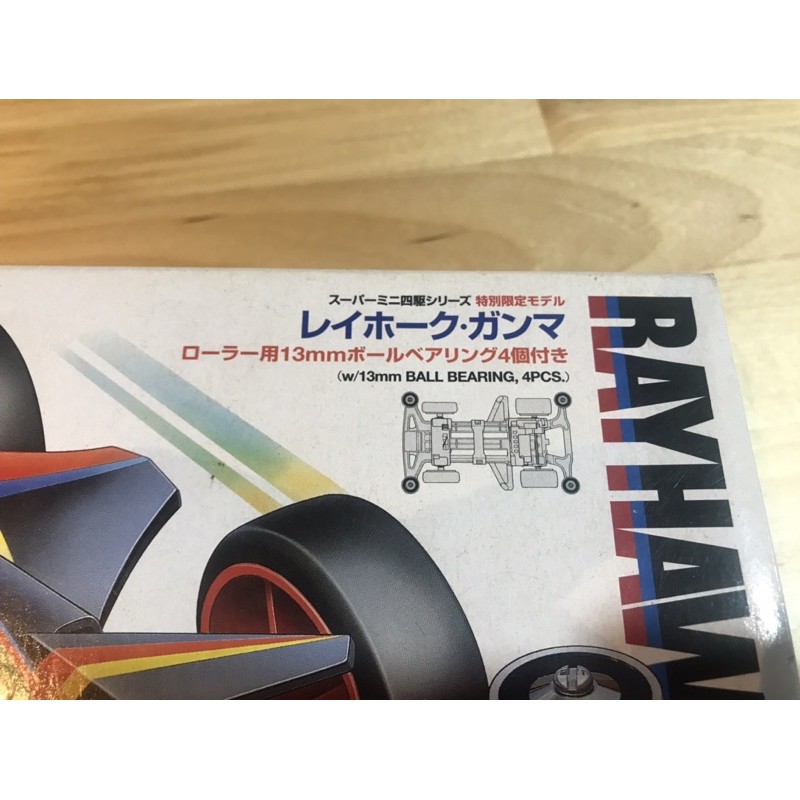 スーパーミニ四駆シリーズ 特別限定モデル
レイホーク・ガンマ
ローラー用13mmボールベアリング4個付き
(w/13mm BALL BEARING, 4PCS.)
RAYHAW